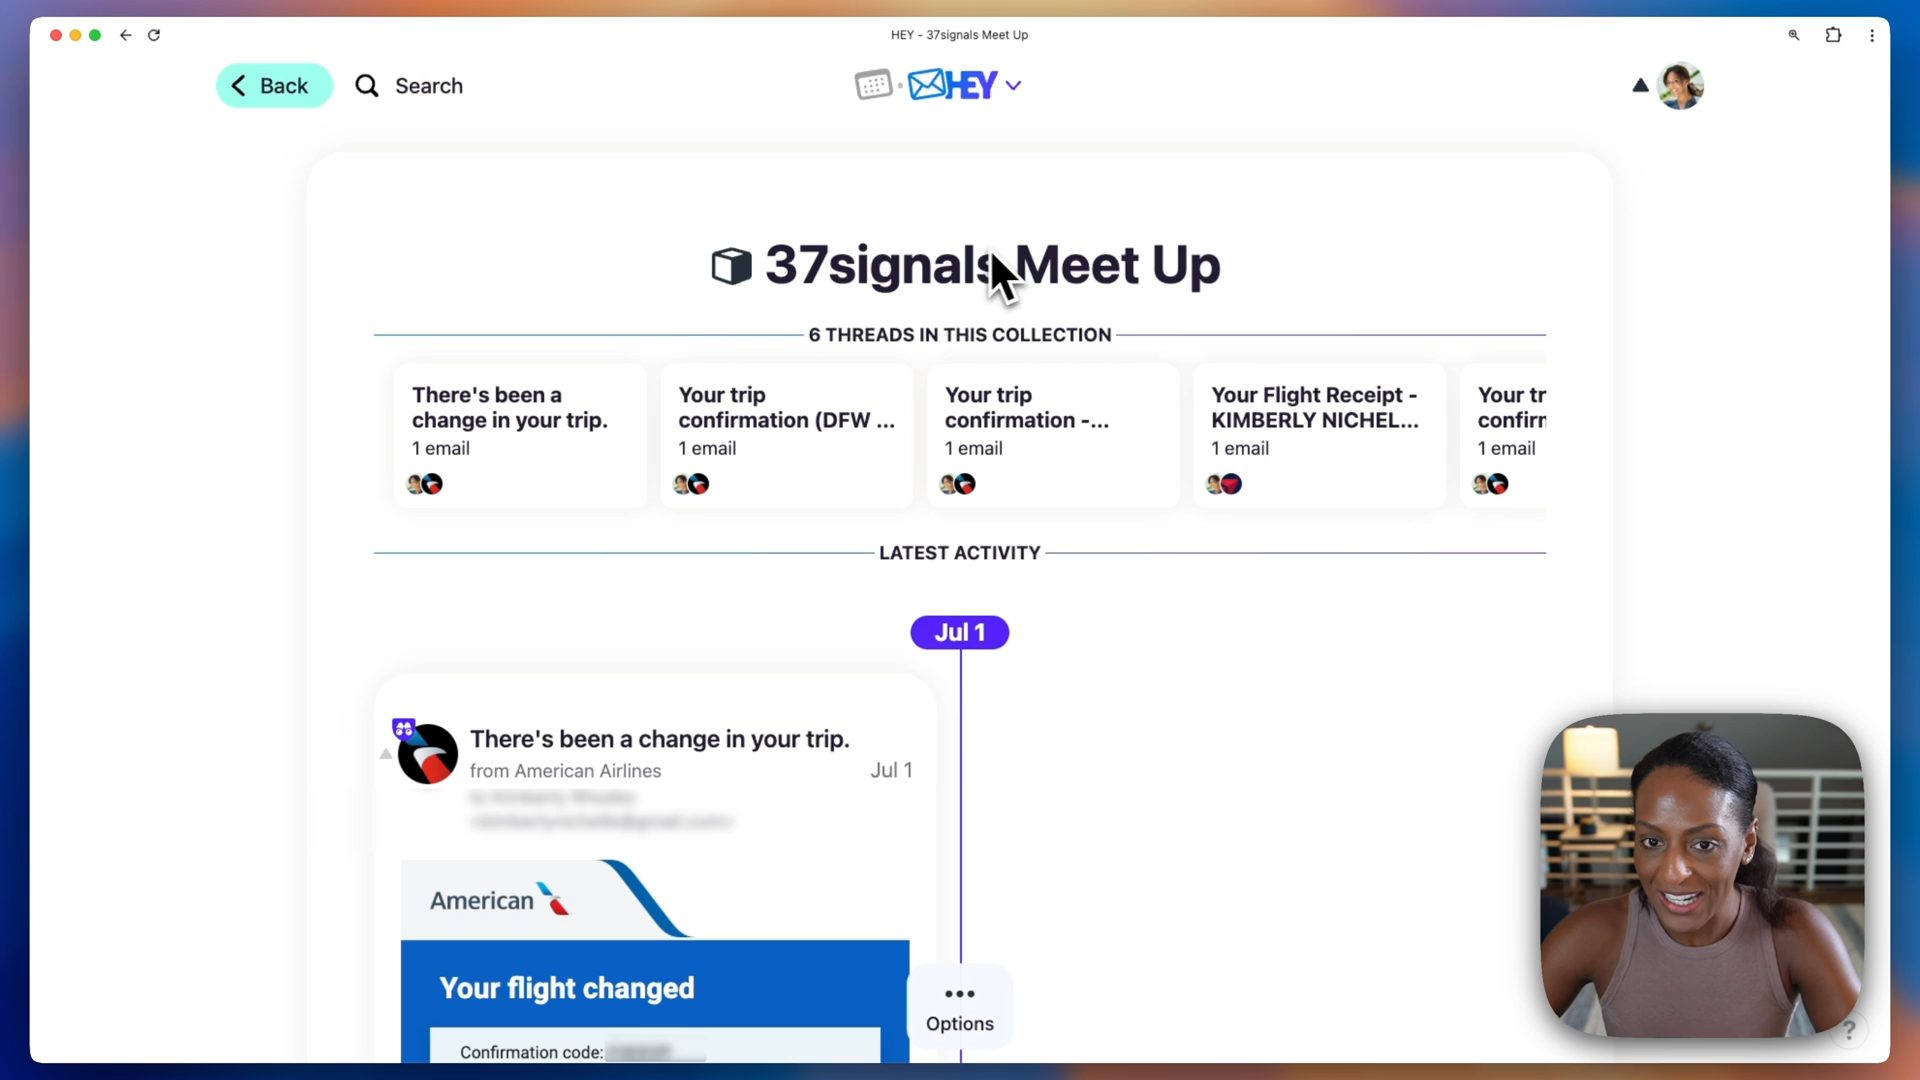 HEY - 37signals Meet Up
Back
Search
HEY
37signals Meet Up
6 THREADS IN THIS COLLECTION
There's been a
change in your trip.
1 email
Your trip
confirmation (DFW ...
1 email
Your trip
confirmation -...
1 email
Your Flight Receipt -
KIMBERLY NICHEL...
1 email
Your tr
confirm
1 email
LATEST ACTIVITY
Jul 1
There's been a change in your trip.
from American Airlines
Jul 1
American
Your flight changed
Confirmation code:
Options
?